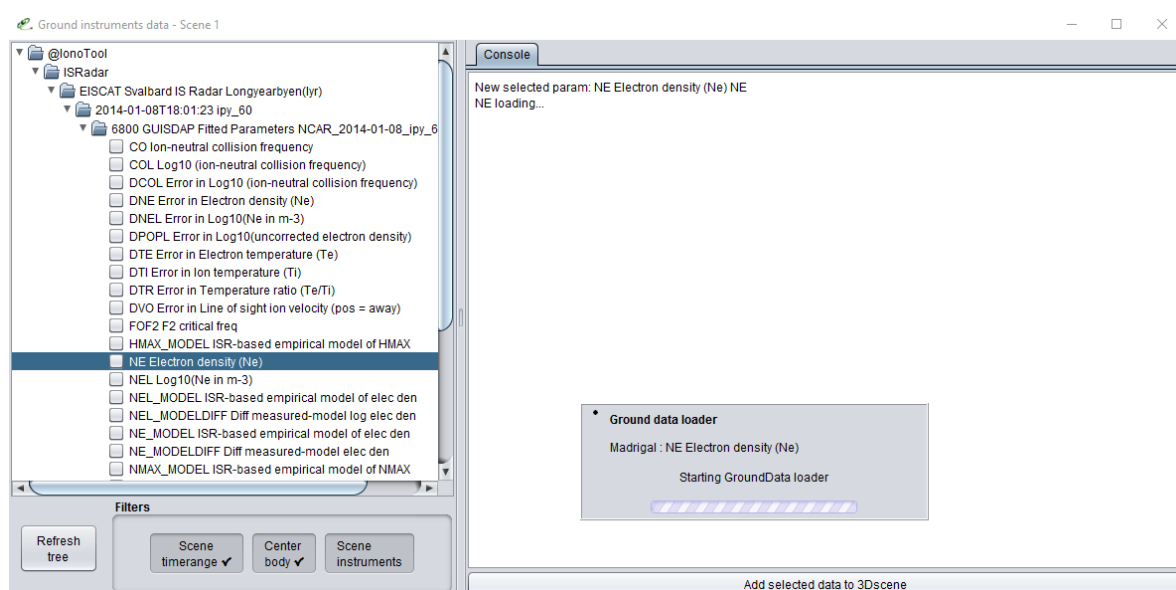 Ground instruments data - Scene 1
@IonoTool
ISRadar
EISCAT Svalbard IS Radar Longyearbyen(lyr)
2014-01-08T18:01:23 ipy_60
6800 GUISDAP Fitted Parameters NCAR_2014-01-08_ipy_6
CO Ion-neutral collision frequency
COL Log10 (ion-neutral collision frequency)
DCOL Error in Log10 (ion-neutral collision frequency)
DNE Error in Electron density (Ne)
DNEL Error in Log10(Ne in m-3)
DPOPL Error in Log10(uncorrected electron density)
DTE Error in Electron temperature (Te)
DTI Error in Ion temperature (Ti)
DTR Error in Temperature ratio (Te/Ti)
DVO Error in Line of sight ion velocity (pos = away)
FOF2 F2 critical freq
HMAX_MODEL ISR-based empirical model of HMAX
NE Electron density (Ne)
NEL Log10(Ne in m-3)
NEL_MODEL ISR-based empirical model of elec den
NEL_MODELDIFF Diff measured-model log elec den
NE_MODEL ISR-based empirical model of elec den
NE_MODELDIFF Diff measured-model elec den
NMAX_MODEL ISR-based empirical model of NMAX
Filters
Refresh
tree
Scene
timerange ✔
Center
body ✔
Scene
instruments
Console
New selected param: NE Electron density (Ne) NE
NE loading...
Ground data loader
Madrigal : NE Electron density (Ne)
Starting GroundData loader
Add selected data to 3Dscene